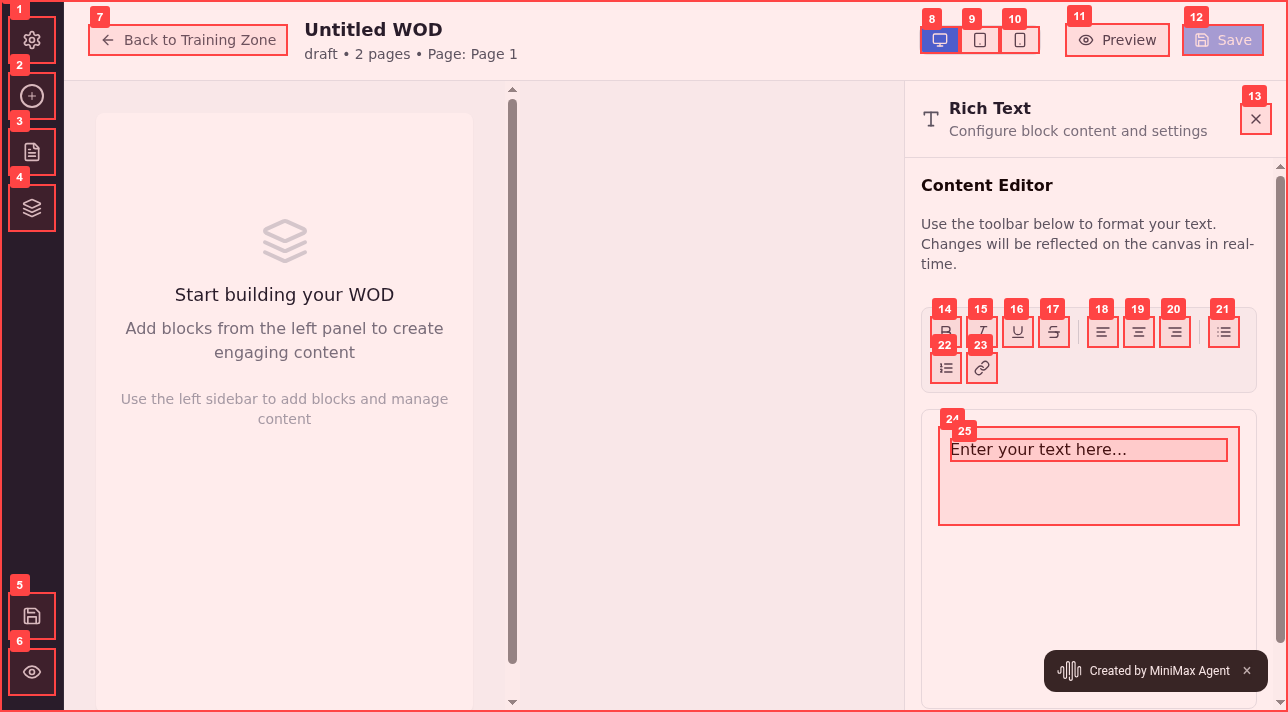 1
7
← Back to Training Zone
Untitled WOD
draft • 2 pages • Page: Page 1
8
9
10
11
Preview
12
Save
2
3
4
5
6
Start building your WOD
Add blocks from the left panel to create
engaging content
Use the left sidebar to add blocks and manage
content
Rich Text
Configure block content and settings
13
Content Editor
Use the toolbar below to format your text.
Changes will be reflected on the canvas in real-
time.
14
15
16
17
18
19
20
21
22
23
24
25
Enter your text here...
Created by MiniMax Agent ×